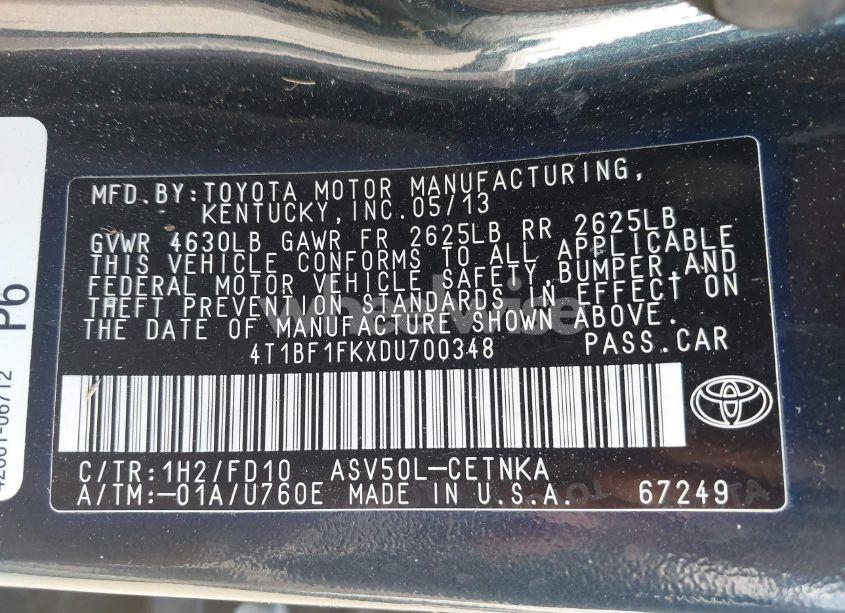 MFD.BY:TOYOTA MOTOR MANUFACTURING,
KENTUCKY,INC.05/13
GVWR 4630LB GAWR FR 2625LB RR 2625LB
THIS VEHICLE CONFORMS TO ALL APPLICABLE
FEDERAL MOTOR VEHICLE SAFETY,BUMPER,AND
THEFT PREVENTION STANDARDS IN EFFECT ON
THE DATE OF MANUFACTURE SHOWN ABOVE.
4T1BF1FKXDU700348 PASS.CAR
C/TR:1H2/FD10 ASV50L-CETNKA
A/TM:-01A/U760E MADE IN U.S.A. 67249
P6